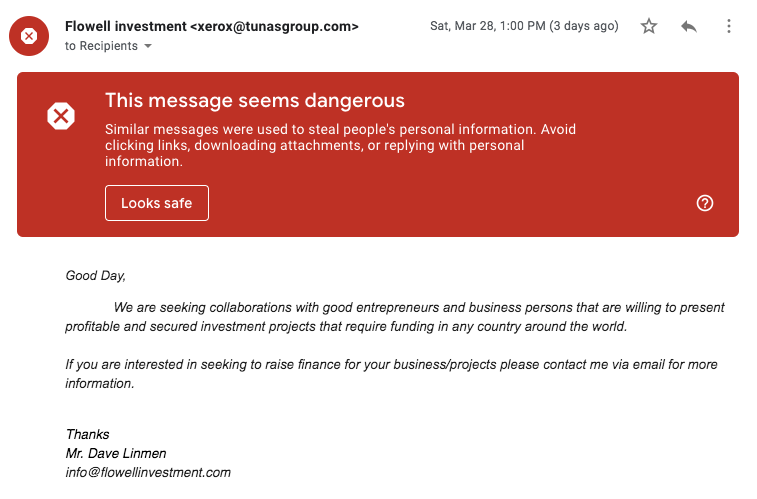 Flowell investment <xerox@tunasgroup.com>
Sat, Mar 28, 1:00 PM (3 days ago)
to Recipients
This message seems dangerous
Similar messages were used to steal people's personal information. Avoid
clicking links, downloading attachments, or replying with personal
information.
Looks safe
Good Day,
We are seeking collaborations with good entrepreneurs and business persons that are willing to present
profitable and secured investment projects that require funding in any country around the world.
If you are interested in seeking to raise finance for your business/projects please contact me via email for more
information.
Thanks
Mr. Dave Linmen
info@flowellinvestment.com